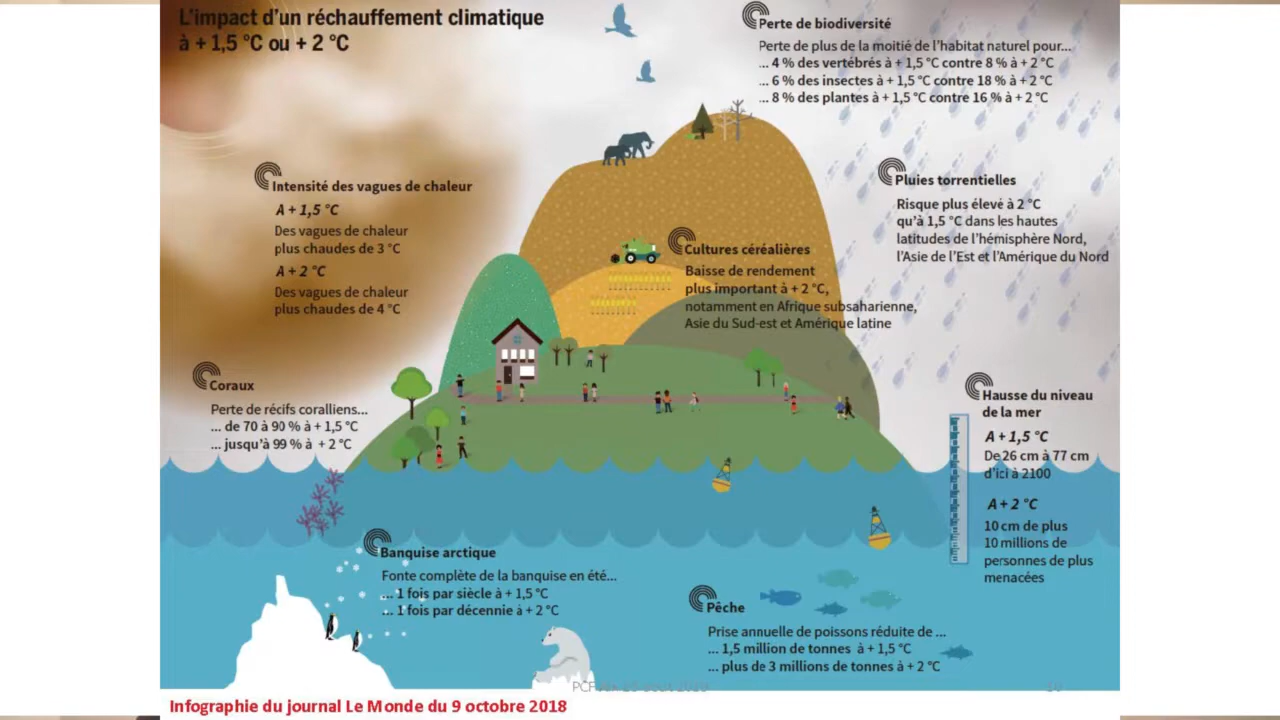 L'impact d'un réchauffement climatique
à + 1,5 °C ou + 2 °C
Perte de biodiversité
Perte de plus de la moitié de l'habitat naturel pour...
... 4 % des vertébrés à + 1,5 °C contre 8 % à + 2 °C
... 6 % des insectes à + 1,5 °C contre 18 % à + 2 °C
... 8 % des plantes à + 1,5 °C contre 16 % à + 2 °C
Intensité des vagues de chaleur
A + 1,5 °C
Des vagues de chaleur
plus chaudes de 3 °C
A + 2 °C
Des vagues de chaleur
plus chaudes de 4 °C
Pluies torrentielles
Risque plus élevé à 2 °C
qu'à 1,5 °C dans les hautes
latitudes de l'hémisphère Nord,
l'Asie de l'Est et l'Amérique du Nord
Cultures céréalières
Baisse de rendement
plus important à + 2 °C,
notamment en Afrique subsaharienne,
Asie du Sud-est et Amérique latine
Coraux
Perte de récifs coralliens...
... de 70 à 90 % à + 1,5 °C
... jusqu'à 99 % à + 2 °C
Hausse du niveau
de la mer
A + 1,5 °C
De 26 cm à 77 cm
d'ici à 2100
A + 2 °C
10 cm de plus
10 millions de
personnes de plus
menacées
Banquise arctique
Fonte complète de la banquise en été...
... 1 fois par siècle à + 1,5 °C
... 1 fois par décennie à + 2 °C
Pêche
Prise annuelle de poissons réduite de ...
... 1,5 million de tonnes à + 1,5 °C
... plus de 3 millions de tonnes à + 2 °C
Infographie du journal Le Monde du 9 octobre 2018